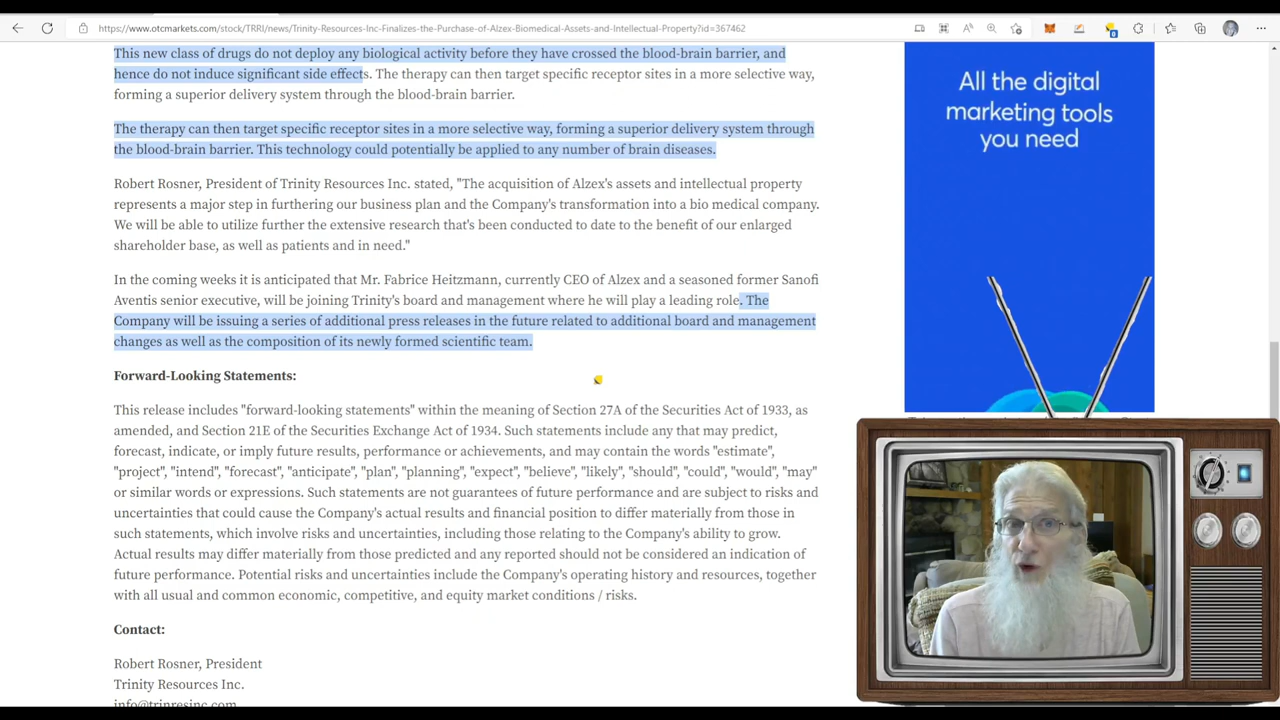 https://www.otcmarkets.com/stock/TRRI/news/Trinity-Resources-Inc-Finalizes-the-Purchase-of-Alzex-Biomedical-Assets-and-Intellectual-Property?id=367462
This new class of drugs do not deploy any biological activity before they have crossed the blood-brain barrier, and
hence do not induce significant side effects. The therapy can then target specific receptor sites in a more selective way,
forming a superior delivery system through the blood-brain barrier.
The therapy can then target specific receptor sites in a more selective way, forming a superior delivery system through
the blood-brain barrier. This technology could potentially be applied to any number of brain diseases.
Robert Rosner, President of Trinity Resources Inc. stated, "The acquisition of Alzex's assets and intellectual property
represents a major step in furthering our business plan and the Company's transformation into a bio medical company.
We will be able to utilize further the extensive research that's been conducted to date to the benefit of our enlarged
shareholder base, as well as patients and in need."
In the coming weeks it is anticipated that Mr. Fabrice Heitzmann, currently CEO of Alzex and a seasoned former Sanofi
Aventis senior executive, will be joining Trinity's board and management where he will play a leading role. The
Company will be issuing a series of additional press releases in the future related to additional board and management
changes as well as the composition of its newly formed scientific team.
Forward-Looking Statements:
This release includes "forward-looking statements" within the meaning of Section 27A of the Securities Act of 1933, as
amended, and Section 21E of the Securities Exchange Act of 1934. Such statements include any that may predict,
forecast, indicate, or imply future results, performance or achievements, and may contain the words "estimate",
"project", "intend", "forecast", "anticipate", "plan", "planning", "expect", "believe", "likely", "should", "could", "would", "may"
or similar words or expressions. Such statements are not guarantees of future performance and are subject to risks and
uncertainties that could cause the Company's actual results and financial position to differ materially from those in
such statements, which involve risks and uncertainties, including those relating to the Company's ability to grow.
Actual results may differ materially from those predicted and any reported should not be considered an indication of
future performance. Potential risks and uncertainties include the Company's operating history and resources, together
with all usual and common economic, competitive, and equity market conditions / risks.
Contact:
Robert Rosner, President
Trinity Resources Inc.
info@trinresinc.com
All the digital
marketing tools
you need
0